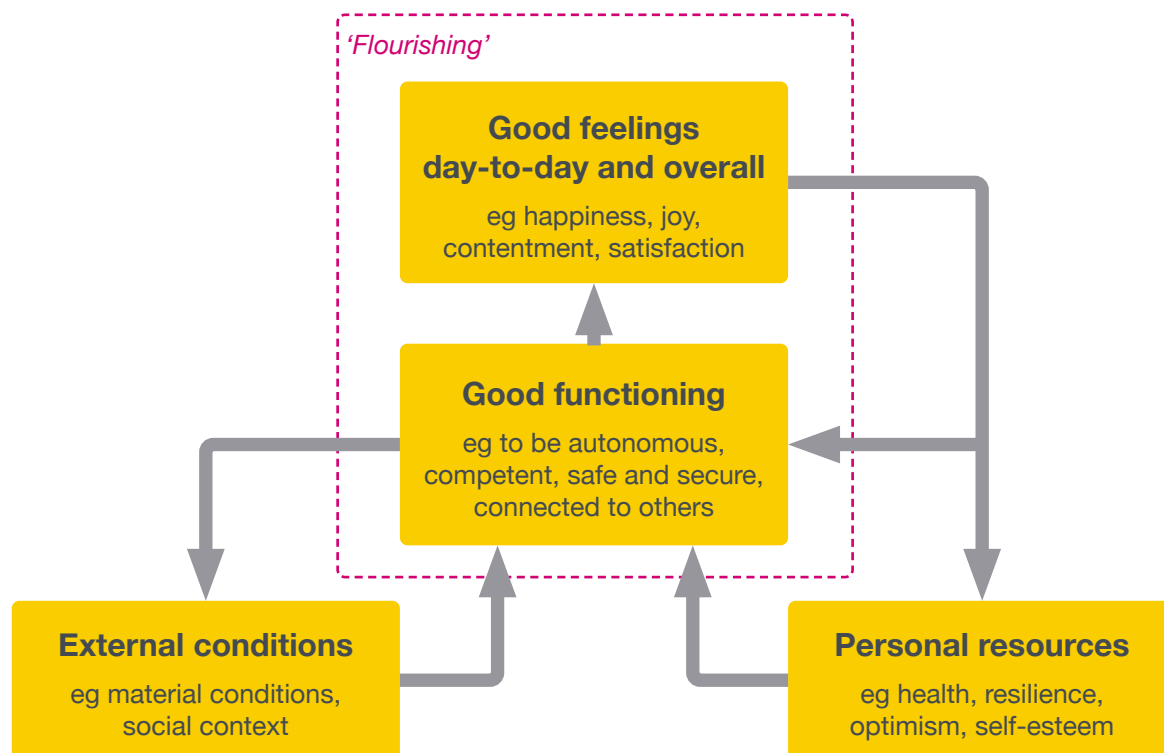 ‘Flourishing’
Good feelings
day-to-day and overall
eg happiness, joy,
contentment, satisfaction
Good functioning
eg to be autonomous,
competent, safe and secure,
connected to others
External conditions
eg material conditions,
social context
Personal resources
eg health, resilience,
optimism, self-esteem